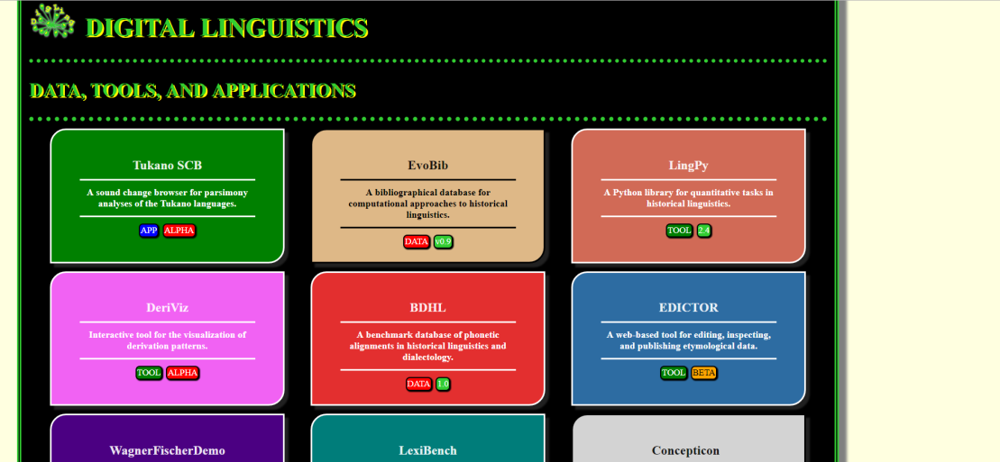 DIGITAL LINGUISTICS
DATA, TOOLS, AND APPLICATIONS
Tukano SCB
A sound change browser for parsimony
analyses of the Tukano languages.
APP ALPHA
EvoBib
A bibliographical database for
computational approaches to historical
linguistics.
DATA v0.9
LingPy
A Python library for quantitative tasks in
historical linguistics.
TOOL 2.4
DeriViz
Interactive tool for the visualization of
derivation patterns.
TOOL ALPHA
BDHL
A benchmark database of phonetic
alignments in historical linguistics and
dialectology.
DATA 1.0
EDICTOR
A web-based tool for editing, inspecting,
and publishing etymological data.
TOOL BETA
WagnerFischerDemo
LexiBench
Concepticon